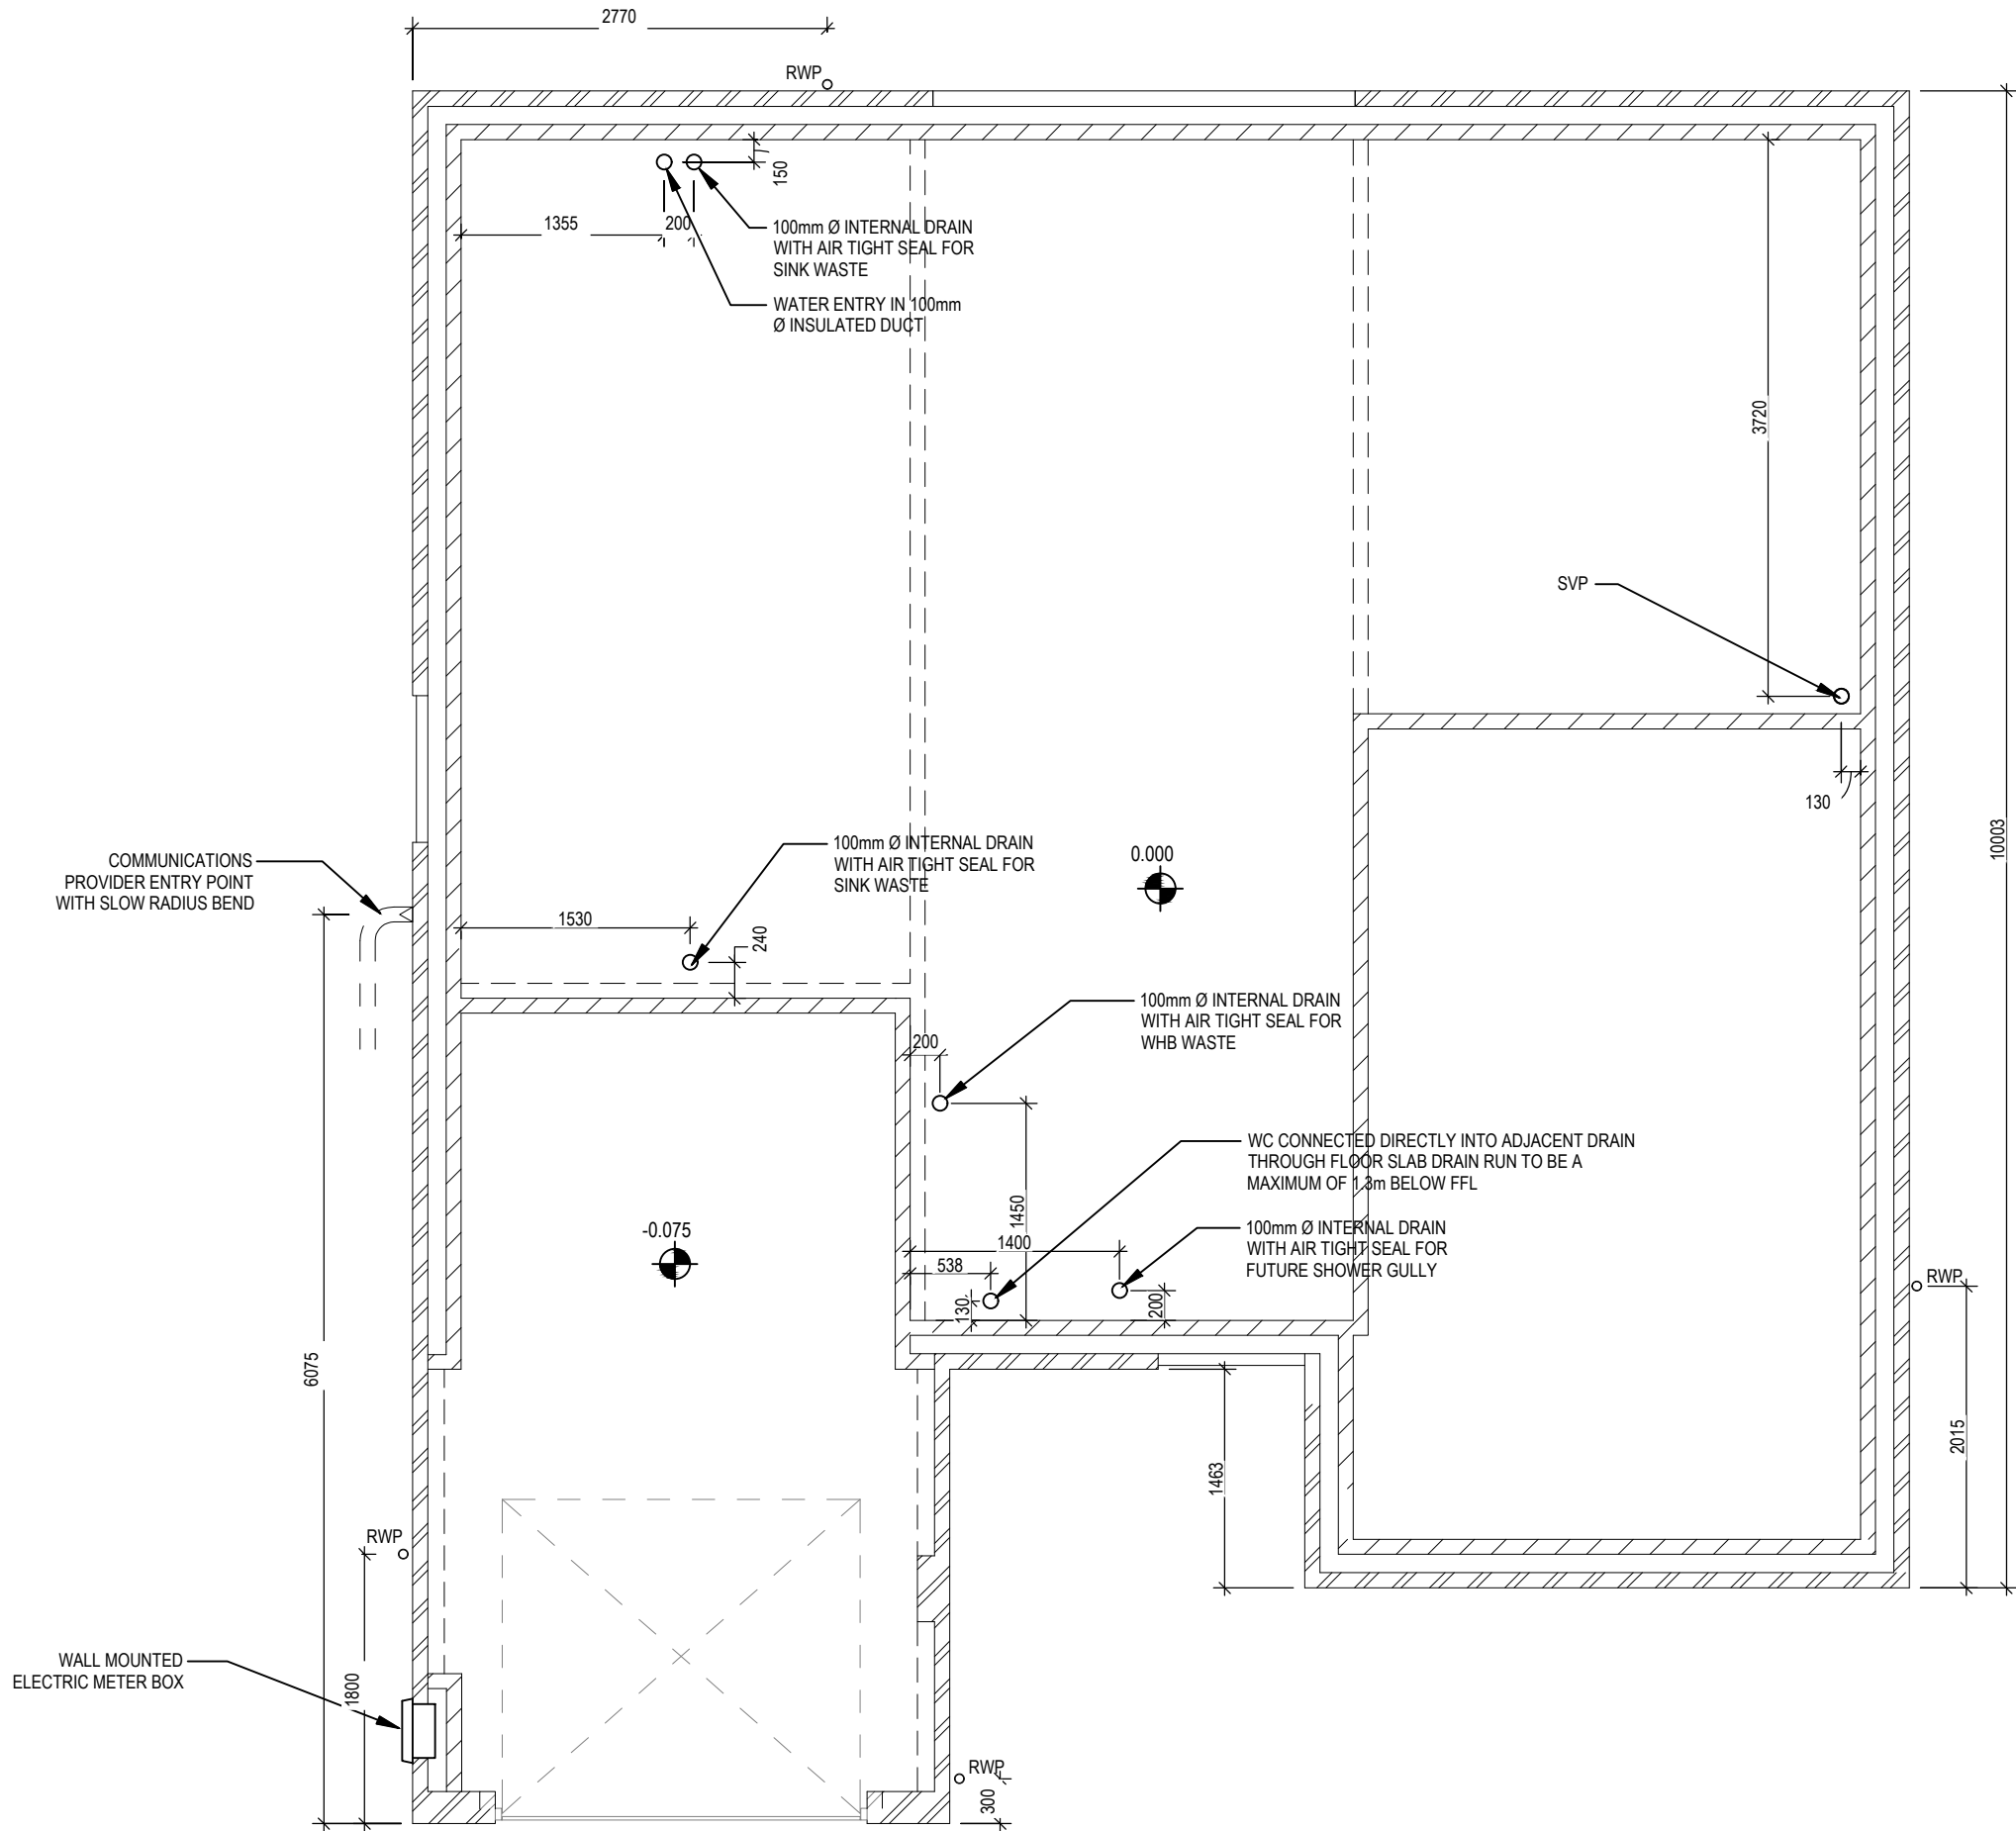 2770
RWP
150
1355
200
100mm Ø INTERNAL DRAIN
WITH AIR TIGHT SEAL FOR
SINK WASTE
WATER ENTRY IN 100mm
Ø INSULATED DUCT
3720
SVP
130
10003
100mm Ø INTERNAL DRAIN
WITH AIR TIGHT SEAL FOR
SINK WASTE
0.000
COMMUNICATIONS
PROVIDER ENTRY POINT
WITH SLOW RADIUS BEND
1530
240
100mm Ø INTERNAL DRAIN
WITH AIR TIGHT SEAL FOR
WHB WASTE
200
WC CONNECTED DIRECTLY INTO ADJACENT DRAIN
THROUGH FLOOR SLAB DRAIN RUN TO BE A
MAXIMUM OF 1.3m BELOW FFL
1450
-0.075
1400
100mm Ø INTERNAL DRAIN
WITH AIR TIGHT SEAL FOR
FUTURE SHOWER GULLY
538
130
200
RWP
6075
2015
1463
RWP
WALL MOUNTED
ELECTRIC METER BOX
1800
RWP
300